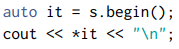 auto it = s.begin();
cout << *it << "\n";